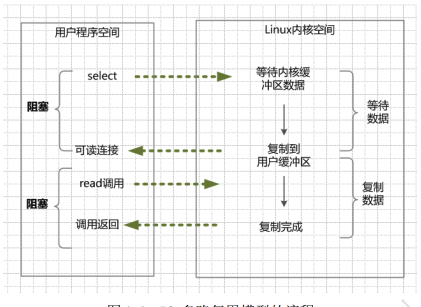 用户程序空间
Linux内核空间
select
等待内核缓
冲区数据
阻塞
等待
数据
可读连接
复制到
用户缓冲区
read调用
阻塞
复制
数据
调用返回
复制完成